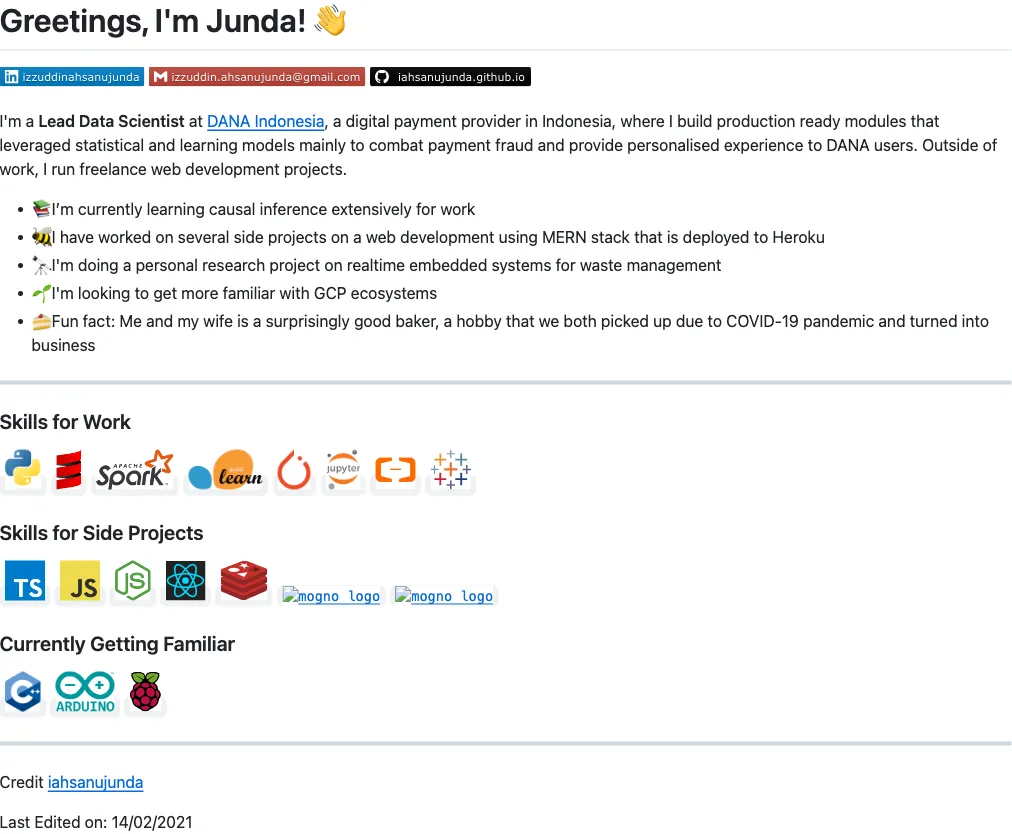 Greetings, I'm Junda! 👋
izzuddinahsanujunda izzuddin.ahsanujunda@gmail.com iahsanujunda.github.io
I'm a Lead Data Scientist at DANA Indonesia, a digital payment provider in Indonesia, where I build production ready modules that
leveraged statistical and learning models mainly to combat payment fraud and provide personalised experience to DANA users. Outside of
work, I run freelance web development projects.
• 📚I’m currently learning causal inference extensively for work
• 🐝I have worked on several side projects on a web development using MERN stack that is deployed to Heroku
• 🔭I'm doing a personal research project on realtime embedded systems for waste management
• 🌱I'm looking to get more familiar with GCP ecosystems
• 🍰Fun fact: Me and my wife is a surprisingly good baker, a hobby that we both picked up due to COVID-19 pandemic and turned into
business
Skills for Work
APACHE Spark learn jupyter
Skills for Side Projects
TS JS JS mogno logo mogno logo
Currently Getting Familiar
C++ ARDUINO
Credit iahsanujunda
Last Edited on: 14/02/2021